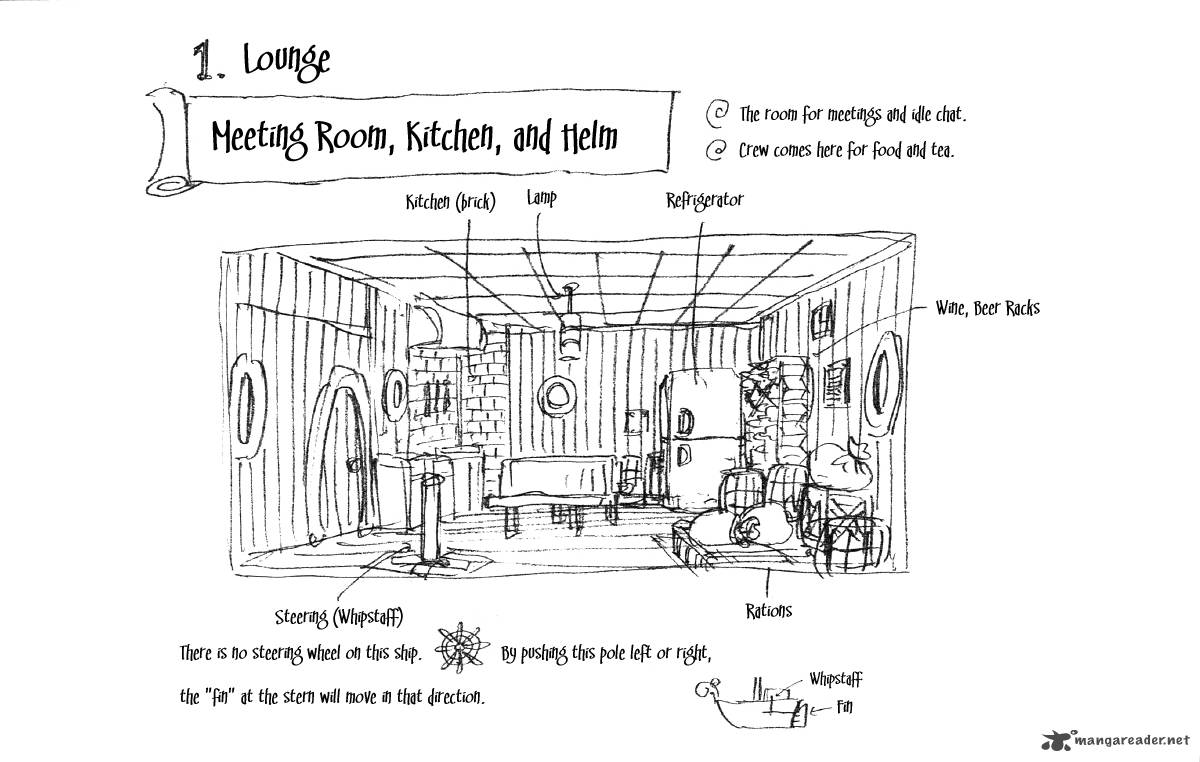 1. Lounge
Meeting Room, Kitchen, and Helm
The room for meetings and idle chat.
Crew comes here for food and tea.
Kitchen (brick)
Lamp
Refrigerator
Wine, Beer Racks
Steering (Whipstaff)
Rations
There is no steering wheel on this ship.
By pushing this pole left or right,
the "fin" at the stern will move in that direction.
Whipstaff
Fin
mangareader.net